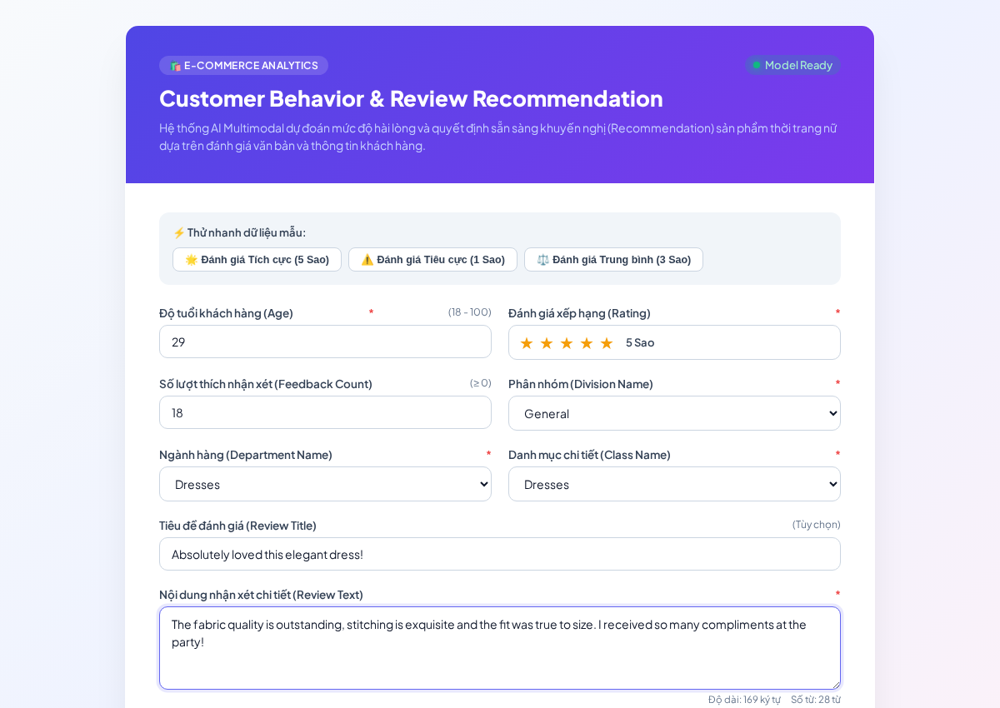 🛍️ E-COMMERCE ANALYTICS
Model Ready
Customer Behavior & Review Recommendation
Hệ thống AI Multimodal dự đoán mức độ hài lòng và quyết định sẵn sàng khuyến nghị (Recommendation) sản phẩm thời trang nữ
dựa trên đánh giá văn bản và thông tin khách hàng.
⚡ Thử nhanh dữ liệu mẫu:
🌟 Đánh giá Tích cực (5 Sao)
⚠️ Đánh giá Tiêu cực (1 Sao)
⚖️ Đánh giá Trung bình (3 Sao)
Độ tuổi khách hàng (Age) * (18 - 100)
29
Đánh giá xếp hạng (Rating) *
★ ★ ★ ★ ★ 5 Sao
Số lượt thích nhận xét (Feedback Count) (≥ 0)
18
Phân nhóm (Division Name) *
General
Ngành hàng (Department Name) *
Dresses
Danh mục chi tiết (Class Name) *
Dresses
Tiêu đề đánh giá (Review Title) (Tùy chọn)
Absolutely loved this elegant dress!
Nội dung nhận xét chi tiết (Review Text) *
The fabric quality is outstanding, stitching is exquisite and the fit was true to size. I received so many compliments at the
party!
Độ dài: 169 ký tự Số từ: 28 từ